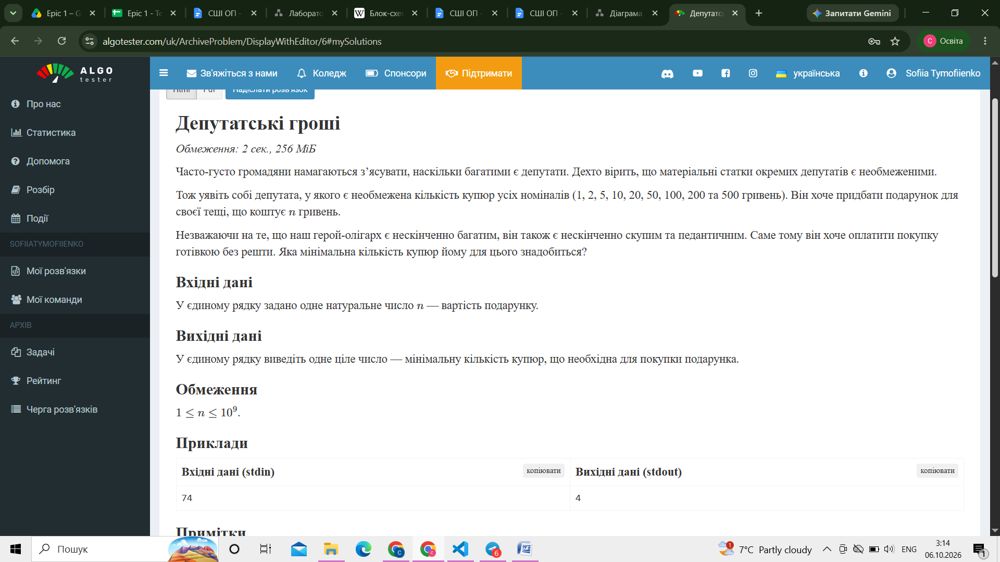 Epic 1 – G
Epic 1 - Te
СШІ ОП -
Лаборато
Блок-схе
СШІ ОП -
СШІ ОП -
Діаграма
Депутатс
Запитати Gemini
algotester.com/uk/ArchiveProblem/DisplayWithEditor/6#mySolutions
С Освіта
ALGO
tester
Зв'яжіться з нами
Коледж
Спонсори
Підтримати
українська
Sofiia Tymofiienko
Про нас
Статистика
Допомога
Розбір
Події
SOFIIATYMOFIIENKO
Мої розв'язки
Мої команди
АРХІВ
Задачі
Рейтинг
Черга розв'язків
Html
Pdf
Надіслати розв'язок
Депутатські гроші
Обмеження: 2 сек., 256 МіБ
Часто-густо громадяни намагаються з’ясувати, наскільки багатими є депутати. Дехто вірить, що матеріальні статки окремих депутатів є необмеженими.
Тож уявіть собі депутата, у якого є необмежена кількість купюр усіх номіналів (1, 2, 5, 10, 20, 50, 100, 200 та 500 гривень). Він хоче придбати подарунок для
своєї тещі, що коштує n гривень.
Незважаючи на те, що наш герой-олігарх є нескінченно багатим, він також є нескінченно скупим та педантичним. Саме тому він хоче оплатити покупку
готівкою без решти. Яка мінімальна кількість купюр йому для цього знадобиться?
Вхідні дані
У єдиному рядку задано одне натуральне число n — вартість подарунку.
Вихідні дані
У єдиному рядку виведіть одне ціле число — мінімальну кількість купюр, що необхідна для покупки подарунка.
Обмеження
1 ≤ n ≤ 10⁹.
Приклади
Вхідні дані (stdin)
копіювати
Вихідні дані (stdout)
копіювати
74
4
Примітки
Пошук
6
1
7°C Partly cloudy
ENG
3:14
06.10.2026
1